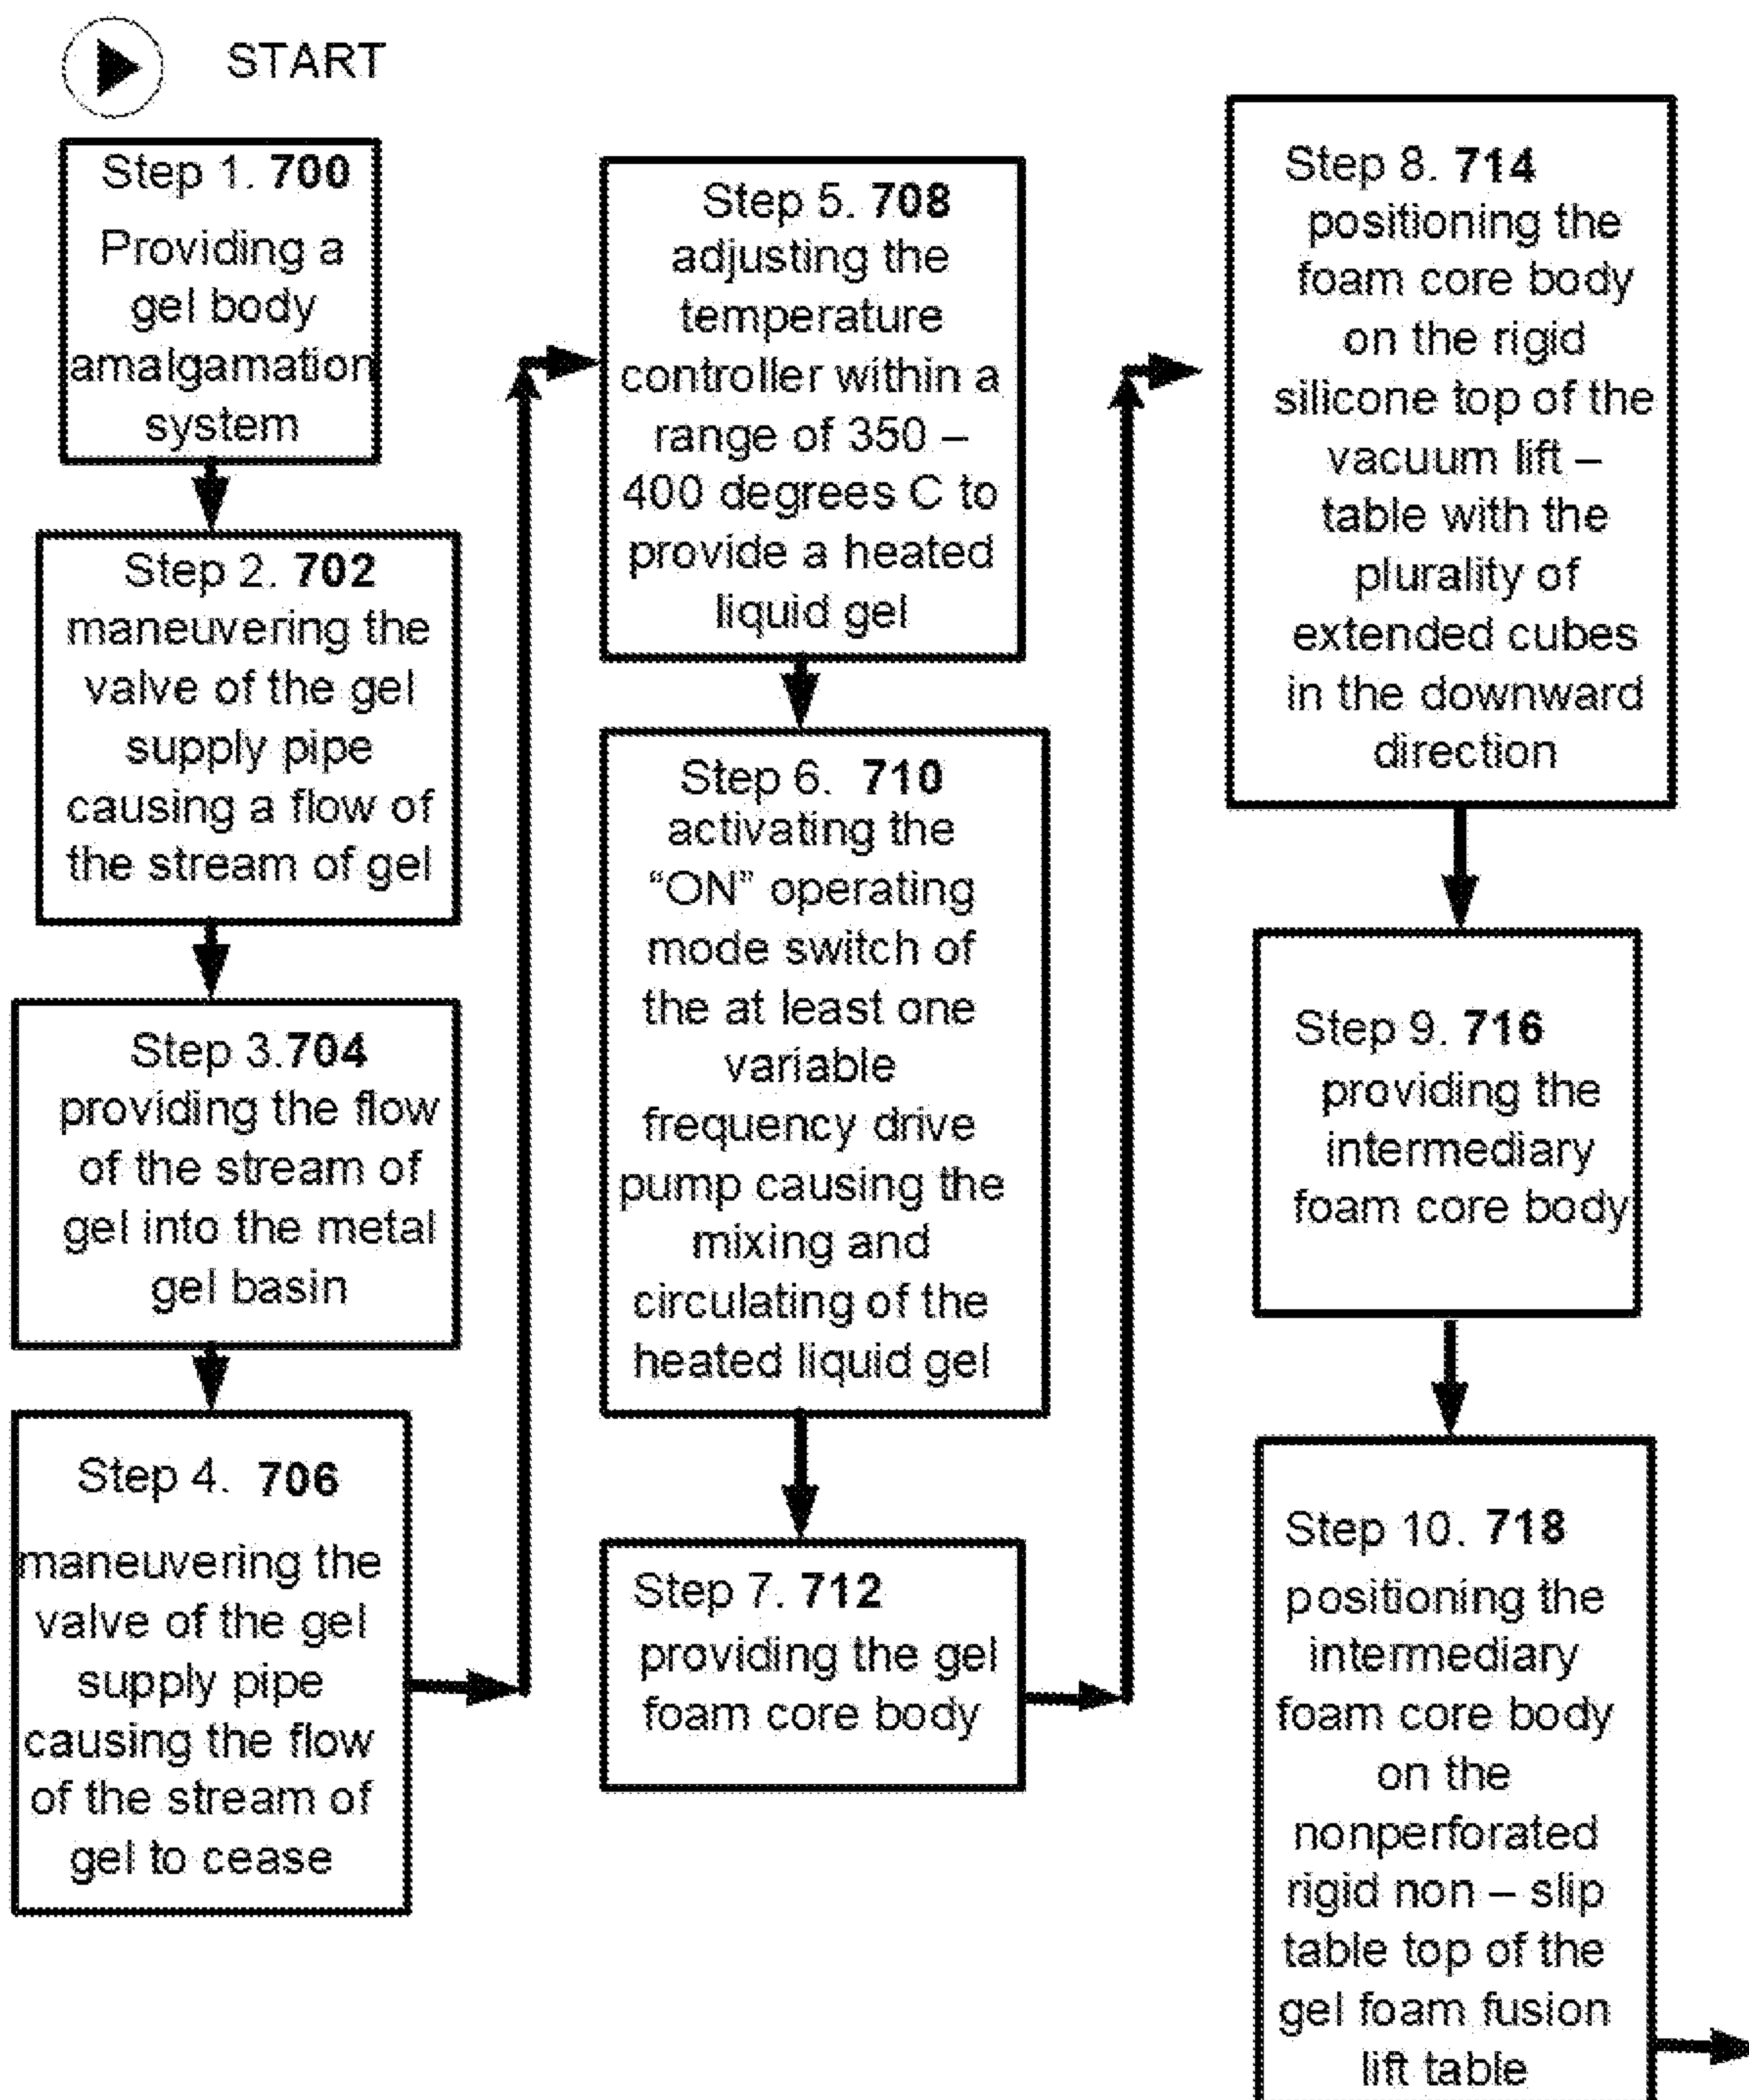 START
Step 1. 700
Providing a
gel body
amalgamation
system
Step 2. 702
maneuvering the
valve of the gel
supply pipe
causing a flow of
the stream of gel
Step 3.704
providing the flow
of the stream of
gel into the metal
gel basin
Step 4. 706
maneuvering the
valve of the gel
supply pipe
causing the flow
of the stream of
gel to cease
Step 5. 708
adjusting the
temperature
controller within a
range of 350 –
400 degrees C to
provide a heated
liquid gel
Step 6. 710
activating the
“ON” operating
mode switch of
the at least one
variable
frequency drive
pump causing the
mixing and
circulating of the
heated liquid gel
Step 7. 712
providing the gel
foam core body
Step 8. 714
positioning the
foam core body
on the rigid
silicone top of the
vacuum lift –
table with the
plurality of
extended cubes
in the downward
direction
Step 9. 716
providing the
intermediary
foam core body
Step 10. 718
positioning the
intermediary
foam core body
on the
nonperforated
rigid non – slip
table top of the
gel foam fusion
lift table